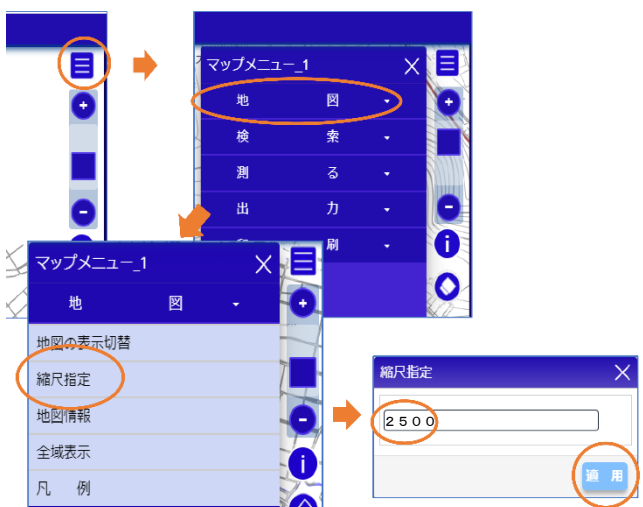 マップメニュー_1
地 図
検 索
測 る
出 力
刷
マップメニュー_1
地 図
地図の表示切替
縮尺指定
地図情報
全域表示
凡 例
縮尺指定
２５００
適 用